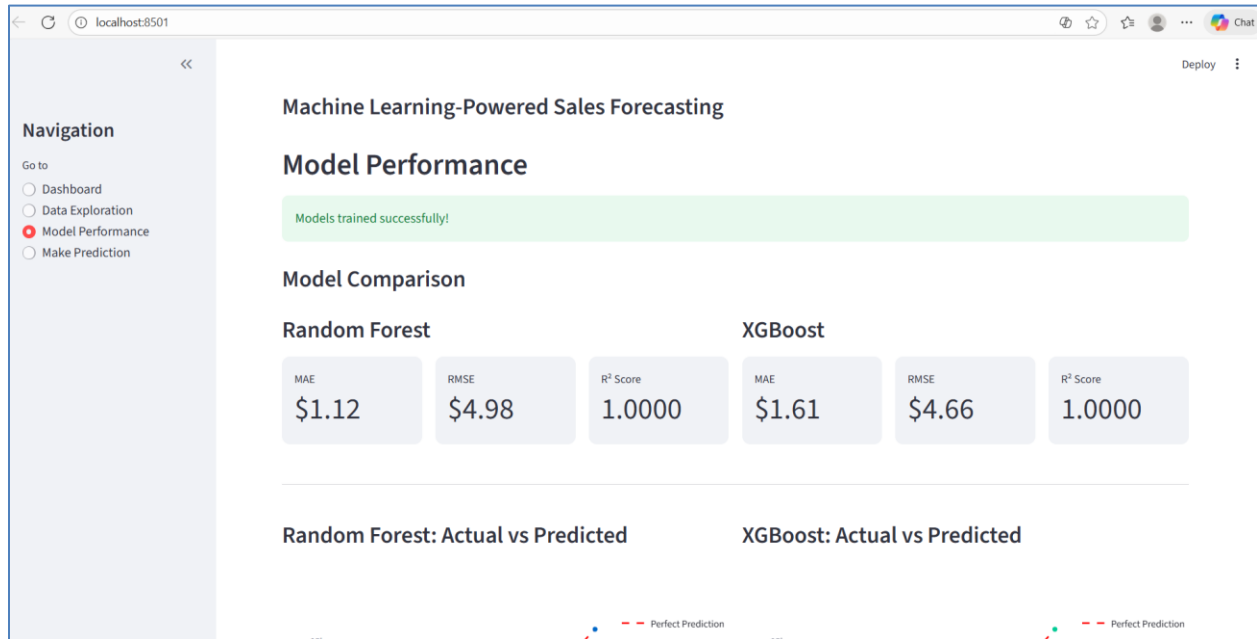 localhost:8501
Chat
Deploy
Navigation
Go to
Dashboard
Data Exploration
Model Performance
Make Prediction
Machine Learning-Powered Sales Forecasting
Model Performance
Models trained successfully!
Model Comparison
Random Forest
MAE
$1.12
RMSE
$4.98
R² Score
1.0000
XGBoost
MAE
$1.61
RMSE
$4.66
R² Score
1.0000
Random Forest: Actual vs Predicted
XGBoost: Actual vs Predicted
Perfect Prediction
Perfect Prediction